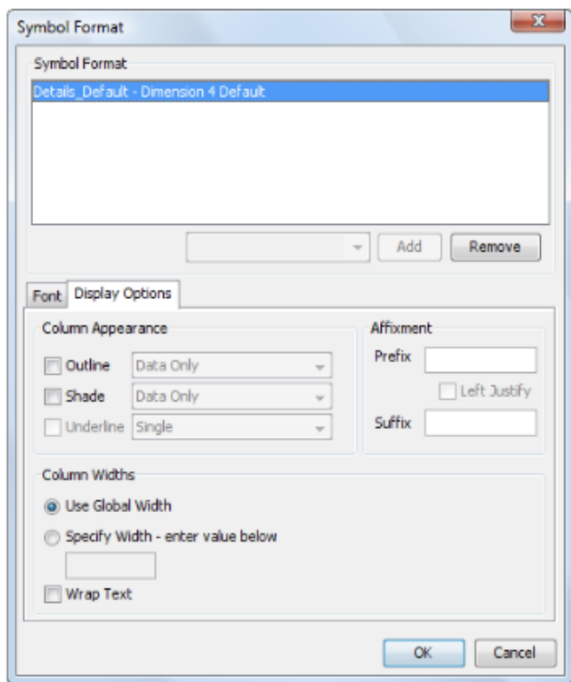 Symbol Format
Symbol Format
Details_Default - Dimension 4 Default
Add Remove
Font Display Options
Column Appearance
Outline Data Only
Shade Data Only
Underline Single
Affixment
Prefix
Left Justify
Suffix
Column Widths
Use Global Width
Specify Width - enter value below
Wrap Text
OK Cancel